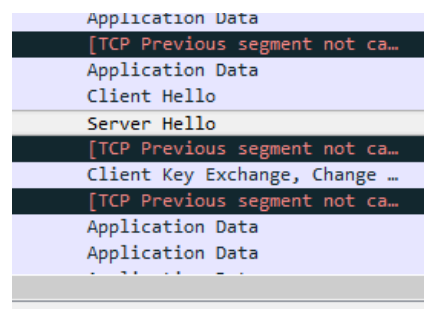 Application Data
[TCP Previous segment not ca…
Application Data
Client Hello
Server Hello
[TCP Previous segment not ca…
Client Key Exchange, Change …
[TCP Previous segment not ca…
Application Data
Application Data